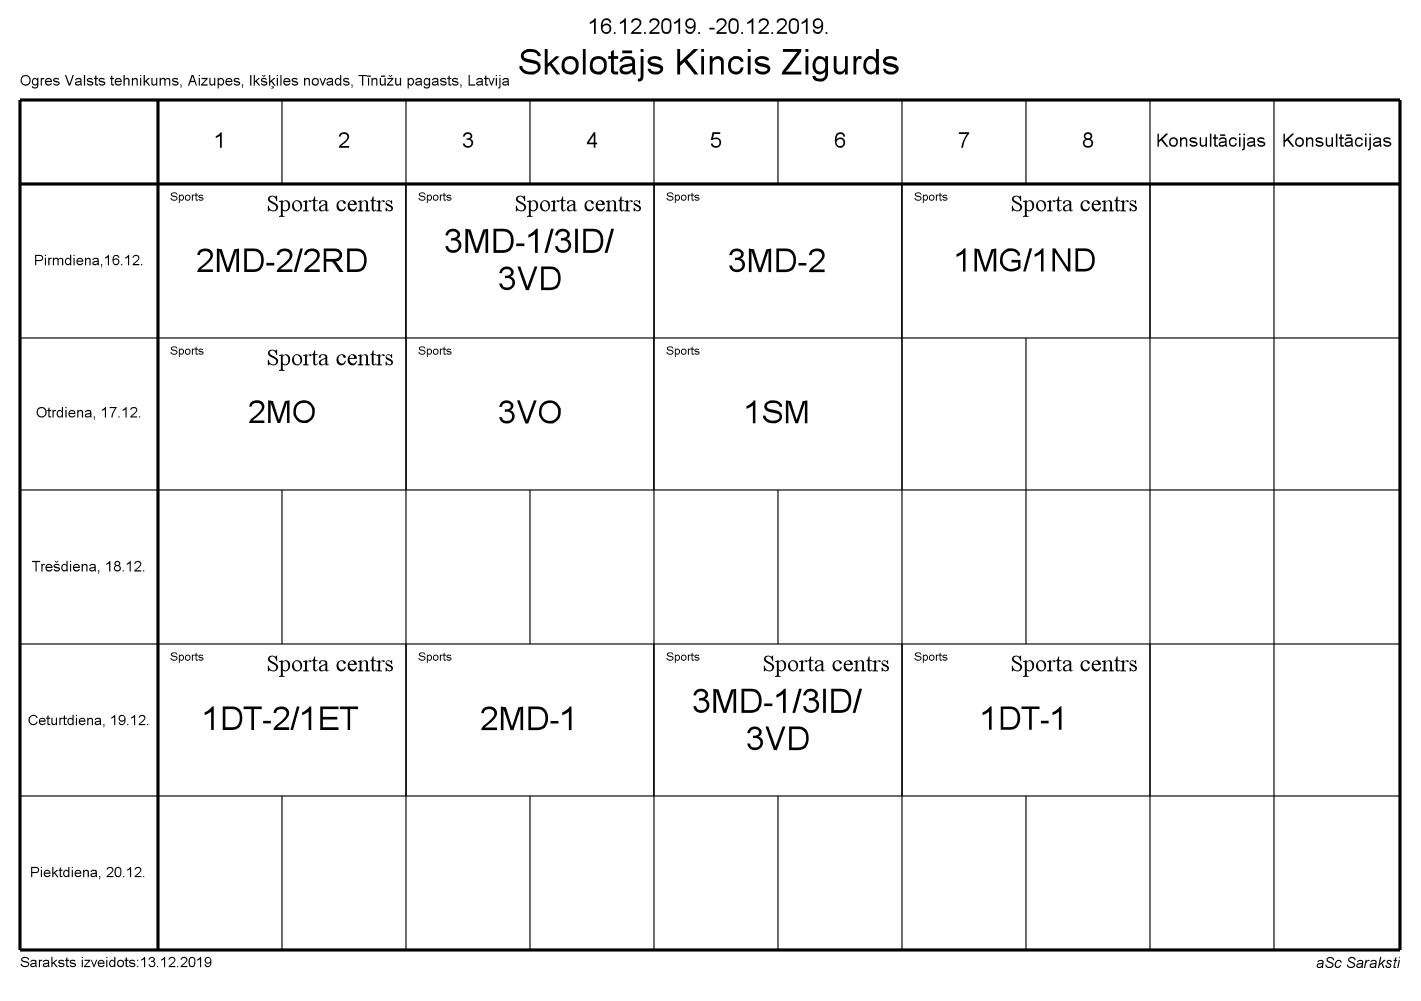 16.12.2019. -20.12.2019.
Skolotājs Kincis Zigurds
Ogres Valsts tehnikums, Aizupes, Ikšķiles novads, Tīnūžu pagasts, Latvija
1 2 3 4 5 6 7 8 Konsultācijas Konsultācijas
Pirmdiena,16.12.
Sports Sporta centrs
2MD-2/2RD
Sports Sporta centrs
3MD-1/3ID/
3VD
Sports
3MD-2
Sports Sporta centrs
1MG/1ND
Otrdiena, 17.12.
Sports Sporta centrs
2MO
Sports
3VO
Sports
1SM
Trešdiena, 18.12.
Ceturtdiena, 19.12.
Sports Sporta centrs
1DT-2/1ET
Sports
2MD-1
Sports Sporta centrs
3MD-1/3ID/
3VD
Sports Sporta centrs
1DT-1
Piektdiena, 20.12.
Saraksts izveidots:13.12.2019
aSc Saraksti